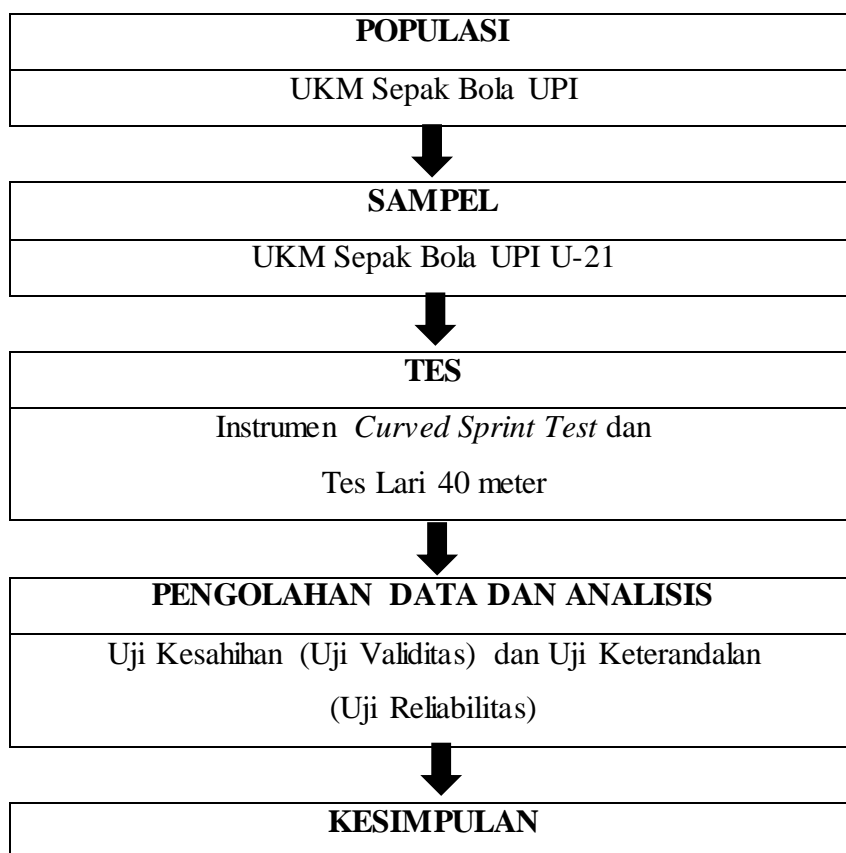 POPULASI
UKM Sepak Bola UPI
SAMPEL
UKM Sepak Bola UPI U-21
TES
Instrumen Curved Sprint Test dan
Tes Lari 40 meter
PENGOLAHAN DATA DAN ANALISIS
Uji Kesahihan (Uji Validitas) dan Uji Keterandalan
(Uji Reliabilitas)
KESIMPULAN